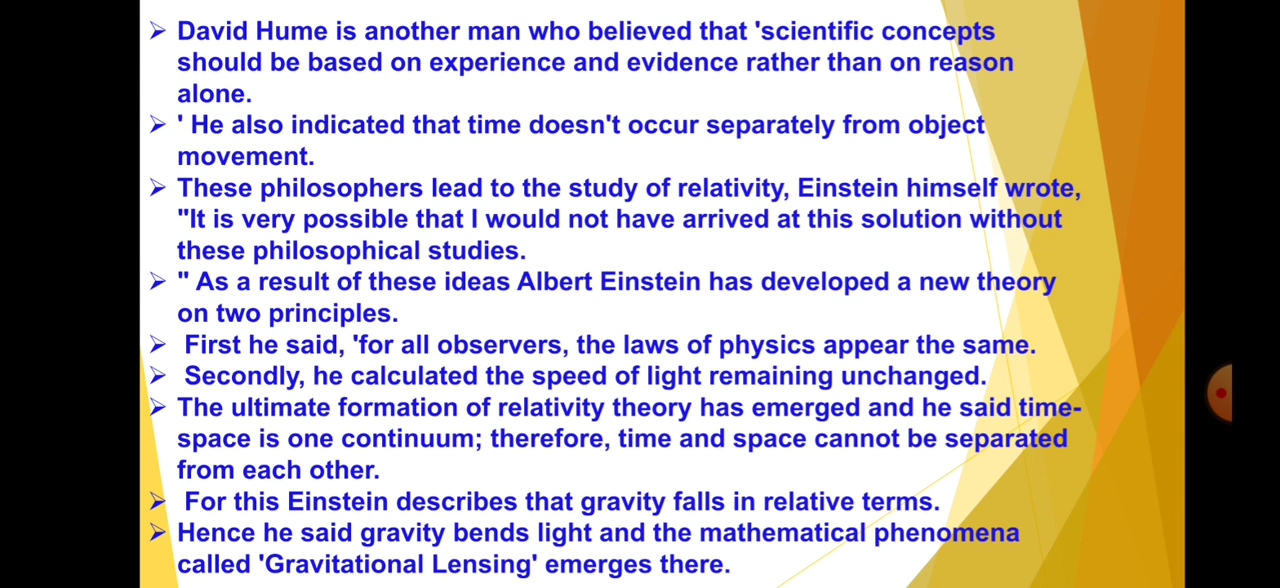 ➢ David Hume is another man who believed that 'scientific concepts
should be based on experience and evidence rather than on reason
alone.
➢ ' He also indicated that time doesn't occur separately from object
movement.
➢ These philosophers lead to the study of relativity, Einstein himself wrote,
"It is very possible that I would not have arrived at this solution without
these philosophical studies.
➢ " As a result of these ideas Albert Einstein has developed a new theory
on two principles.
➢ First he said, 'for all observers, the laws of physics appear the same.
➢ Secondly, he calculated the speed of light remaining unchanged.
➢ The ultimate formation of relativity theory has emerged and he said time-
space is one continuum; therefore, time and space cannot be separated
from each other.
➢ For this Einstein describes that gravity falls in relative terms.
➢ Hence he said gravity bends light and the mathematical phenomena
called 'Gravitational Lensing' emerges there.